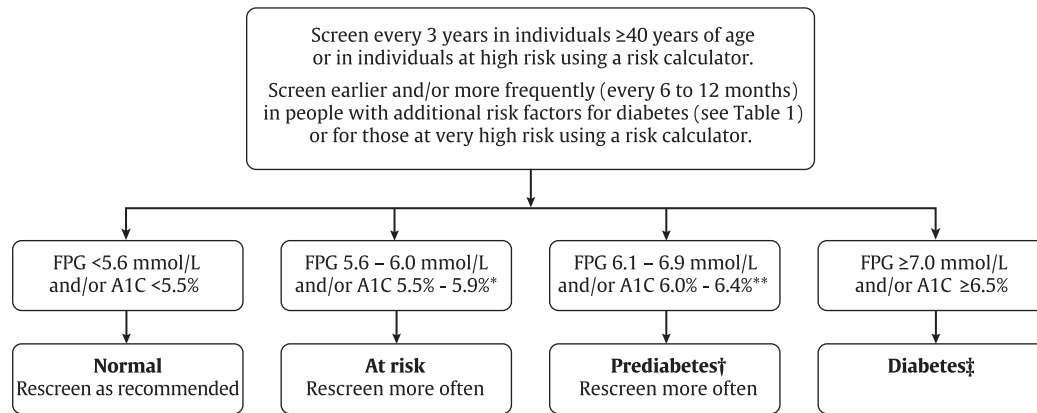 Screen every 3 years in individuals ≥40 years of age
or in individuals at high risk using a risk calculator.
Screen earlier and/or more frequently (every 6 to 12 months)
in people with additional risk factors for diabetes (see Table 1)
or for those at very high risk using a risk calculator.
FPG <5.6 mmol/L
and/or A1C <5.5%
FPG 5.6 – 6.0 mmol/L
and/or A1C 5.5% - 5.9%*
FPG 6.1 – 6.9 mmol/L
and/or A1C 6.0% - 6.4%**
FPG ≥7.0 mmol/L
and/or A1C ≥6.5%
Normal
Rescreen as recommended
At risk
Rescreen more often
Prediabetes†
Rescreen more often
Diabetes‡